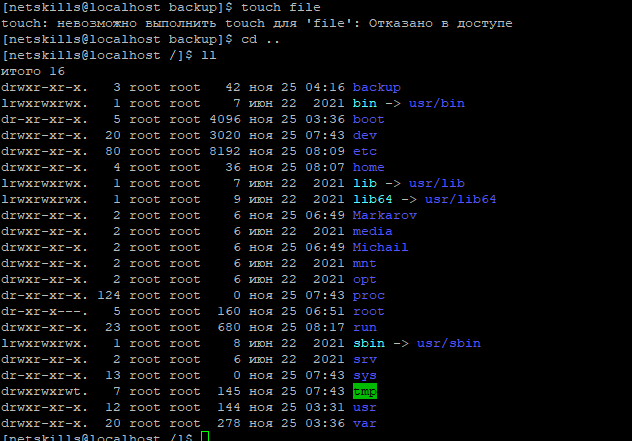 [netskills@localhost backup]$ touch file
touch: невозможно выполнить touch для 'file': Отказано в доступе
[netskills@localhost backup]$ cd ..
[netskills@localhost /]$ ll
итого 16
drwxr-xr-x.   3 root root   42 ноя 25 04:16 backup
lrwxrwxrwx.   1 root root    7 июн 22  2021 bin -> usr/bin
dr-xr-xr-x.   5 root root 4096 ноя 25 03:36 boot
drwxr-xr-x.  20 root root 3020 ноя 25 07:43 dev
drwxr-xr-x.  80 root root 8192 ноя 25 08:09 etc
drwxr-xr-x.   4 root root   36 ноя 25 08:07 home
lrwxrwxrwx.   1 root root    7 июн 22  2021 lib -> usr/lib
lrwxrwxrwx.   1 root root    9 июн 22  2021 lib64 -> usr/lib64
drwxr-xr-x.   2 root root    6 ноя 25 06:49 Markarov
drwxr-xr-x.   2 root root    6 июн 22  2021 media
drwxr-xr-x.   2 root root    6 ноя 25 06:49 Michail
drwxr-xr-x.   2 root root    6 июн 22  2021 mnt
drwxr-xr-x.   2 root root    6 июн 22  2021 opt
dr-xr-xr-x. 124 root root    0 ноя 25 07:43 proc
dr-xr-x---.   5 root root  160 ноя 25 06:51 root
drwxr-xr-x.  23 root root  680 ноя 25 08:17 run
lrwxrwxrwx.   1 root root    8 июн 22  2021 sbin -> usr/sbin
drwxr-xr-x.   2 root root    6 июн 22  2021 srv
dr-xr-xr-x.  13 root root    0 ноя 25 07:43 sys
drwxrwxrwt.   7 root root  145 ноя 25 07:43 tmp
drwxr-xr-x.  12 root root  144 ноя 25 03:31 usr
drwxr-xr-x.  20 root root  278 ноя 25 03:36 var
[netskills@localhost /]$